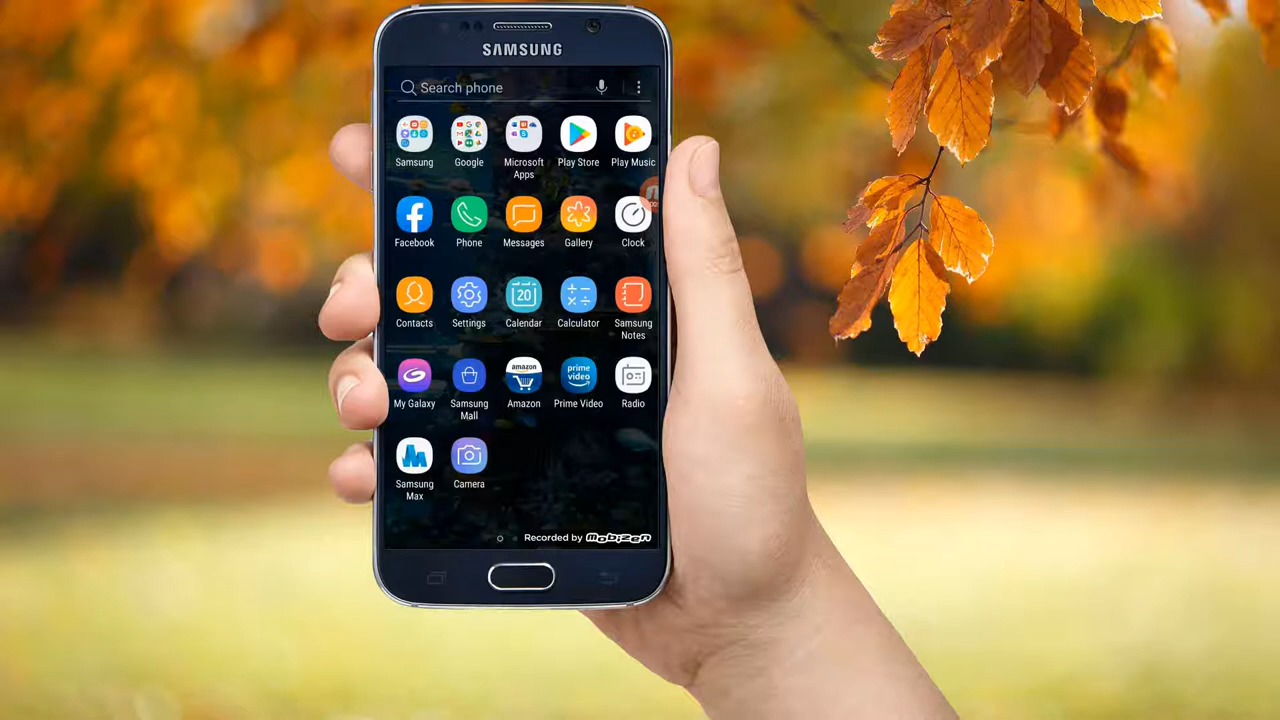 SAMSUNG
Search phone
Samsung
Google
Microsoft
Apps
Play Store
Play Music
Facebook
Phone
Messages
Gallery
Clock
Contacts
Settings
20
Calendar
Calculator
Samsung
Notes
My Galaxy
Samsung
Mall
amazon
Amazon
prime
video
Prime Video
Radio
Samsung
Max
Camera
Recorded by Mobizen